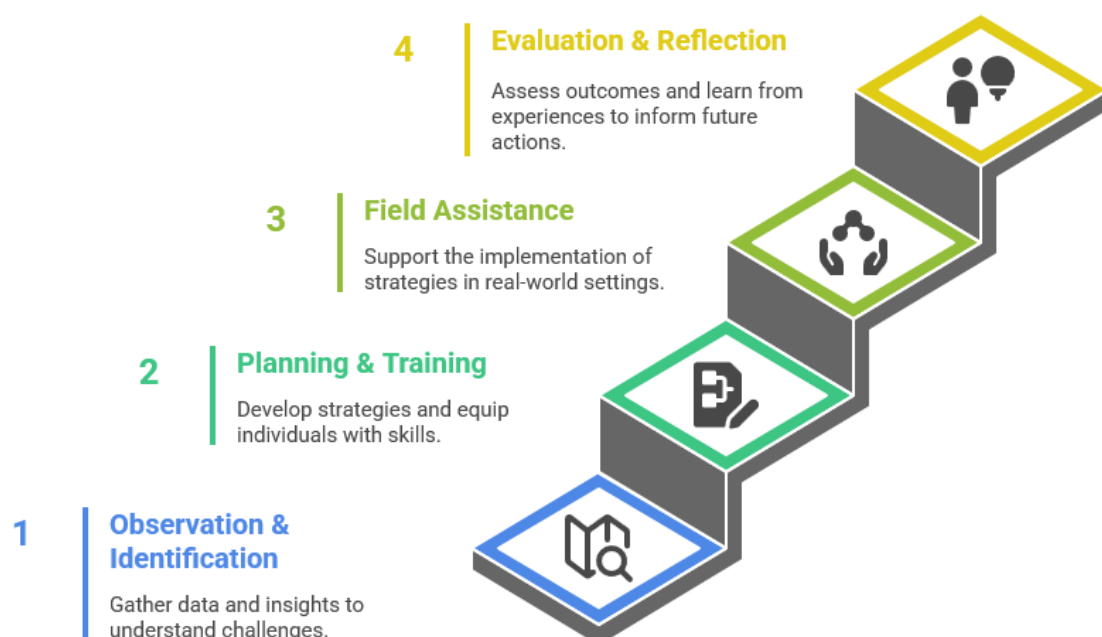 4
Evaluation & Reflection
Assess outcomes and learn from
experiences to inform future
actions.
3
Field Assistance
Support the implementation of
strategies in real-world settings.
2
Planning & Training
Develop strategies and equip
individuals with skills.
1
Observation &
Identification
Gather data and insights to
understand challenges.